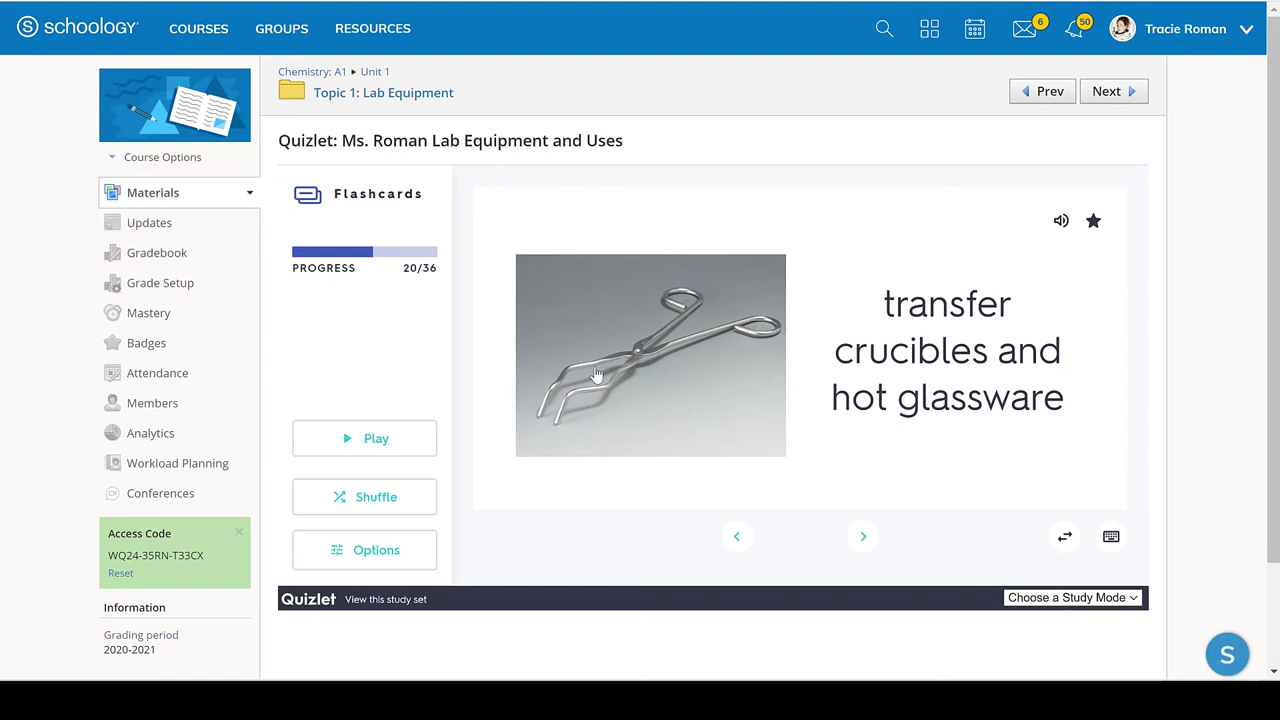 schoology®
COURSES
GROUPS
RESOURCES
6
50
Tracie Roman
Course Options
Materials
Updates
Gradebook
Grade Setup
Mastery
Badges
Attendance
Members
Analytics
Workload Planning
Conferences
Access Code
WQ24-35RN-T33CX
Reset
Information
Grading period
2020-2021
Chemistry: A1 ▸ Unit 1
Topic 1: Lab Equipment
Prev
Next
Quizlet: Ms. Roman Lab Equipment and Uses
Flashcards
PROGRESS 20/36
Play
Shuffle
Options
transfer
crucibles and
hot glassware
Quizlet View this study set
Choose a Study Mode
S